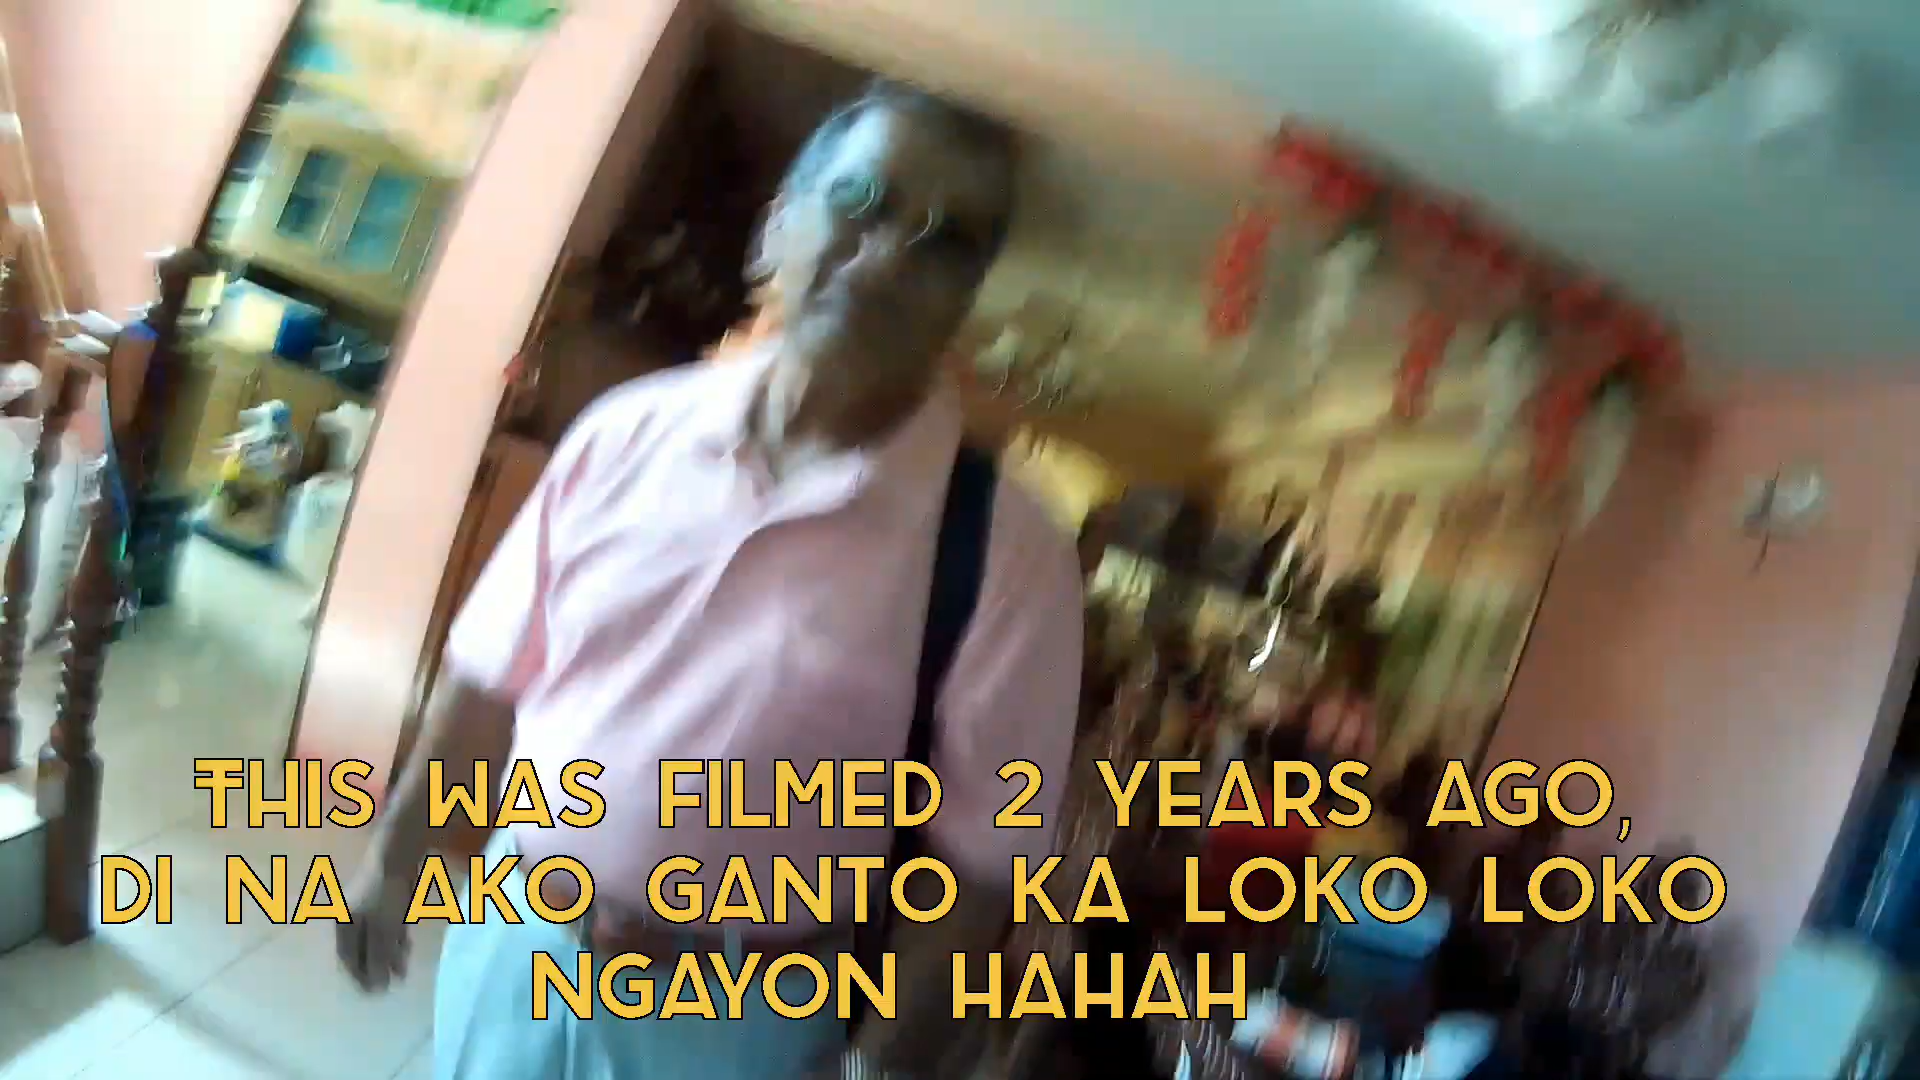 THIS WAS FILMED 2 YEARS AGO,
DI NA AKO GANTO KA LOKO LOKO
NGAYON HAHAH